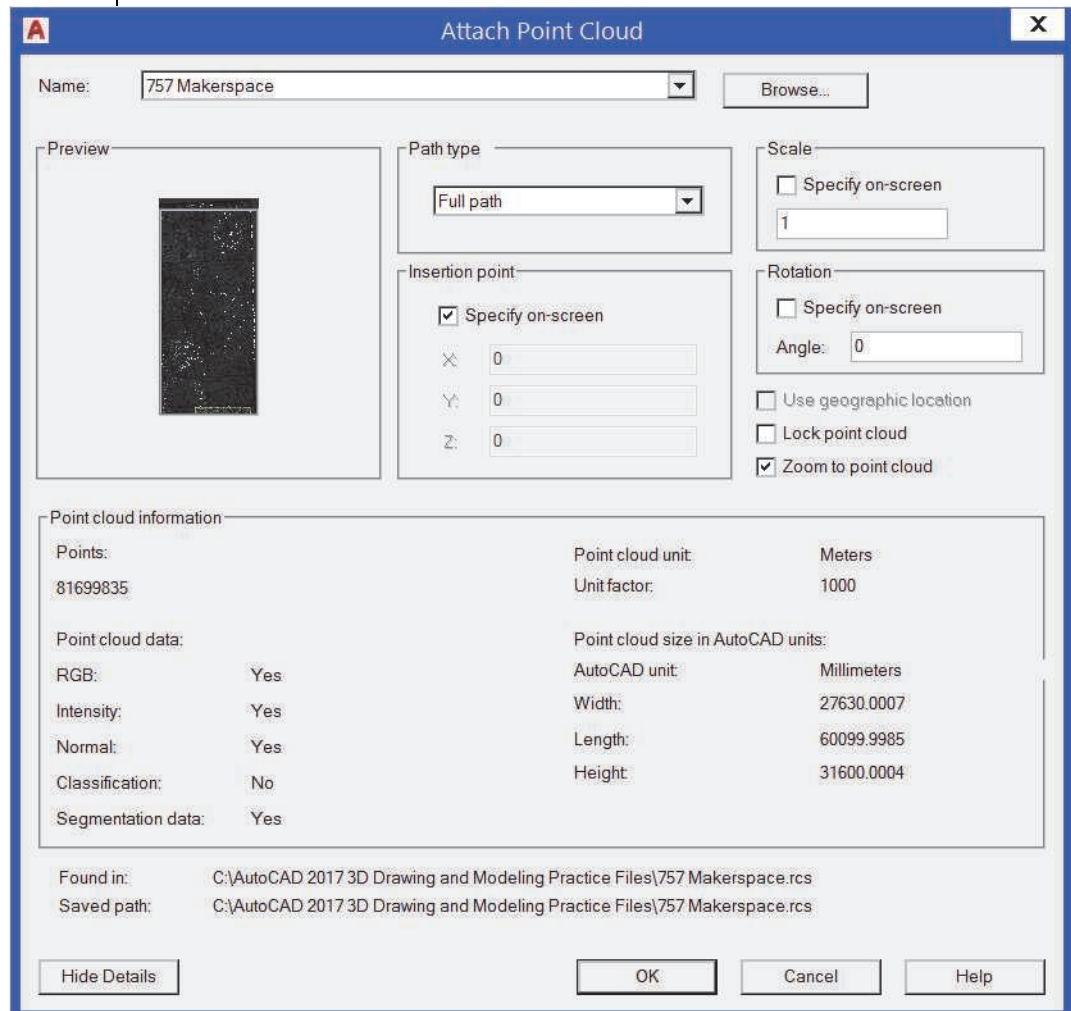 A
Attach Point Cloud
X
Name:
757 Makerspace
Browse...
Preview
Path type
Full path
Scale
Specify on-screen
1
Insertion point
Specify on-screen
X:
0
Y:
0
Z:
0
Rotation
Specify on-screen
Angle:
0
Use geographic location
Lock point cloud
Zoom to point cloud
Point cloud information
Points:
81699835
Point cloud unit:
Meters
Unit factor:
1000
Point cloud data:
RGB:
Yes
Intensity:
Yes
Normal:
Yes
Classification:
No
Segmentation data:
Yes
Point cloud size in AutoCAD units:
AutoCAD unit:
Millimeters
Width:
27630.0007
Length:
60099.9985
Height:
31600.0004
Found in:
C:\AutoCAD 2017 3D Drawing and Modeling Practice Files\757 Makerspace.rcs
Saved path:
C:\AutoCAD 2017 3D Drawing and Modeling Practice Files\757 Makerspace.rcs
Hide Details
OK
Cancel
Help